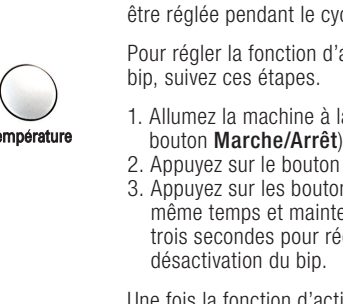 être réglée pendant le cyc
Pour régler la fonction d'a
bip, suivez ces étapes.
empérature
1. Allumez la machine à la
bouton Marche/Arrêt)
2. Appuyez sur le bouton
3. Appuyez sur les bouton
même temps et mainte
trois secondes pour ré
désactivation du bip.
Une fois la fonction d'acti